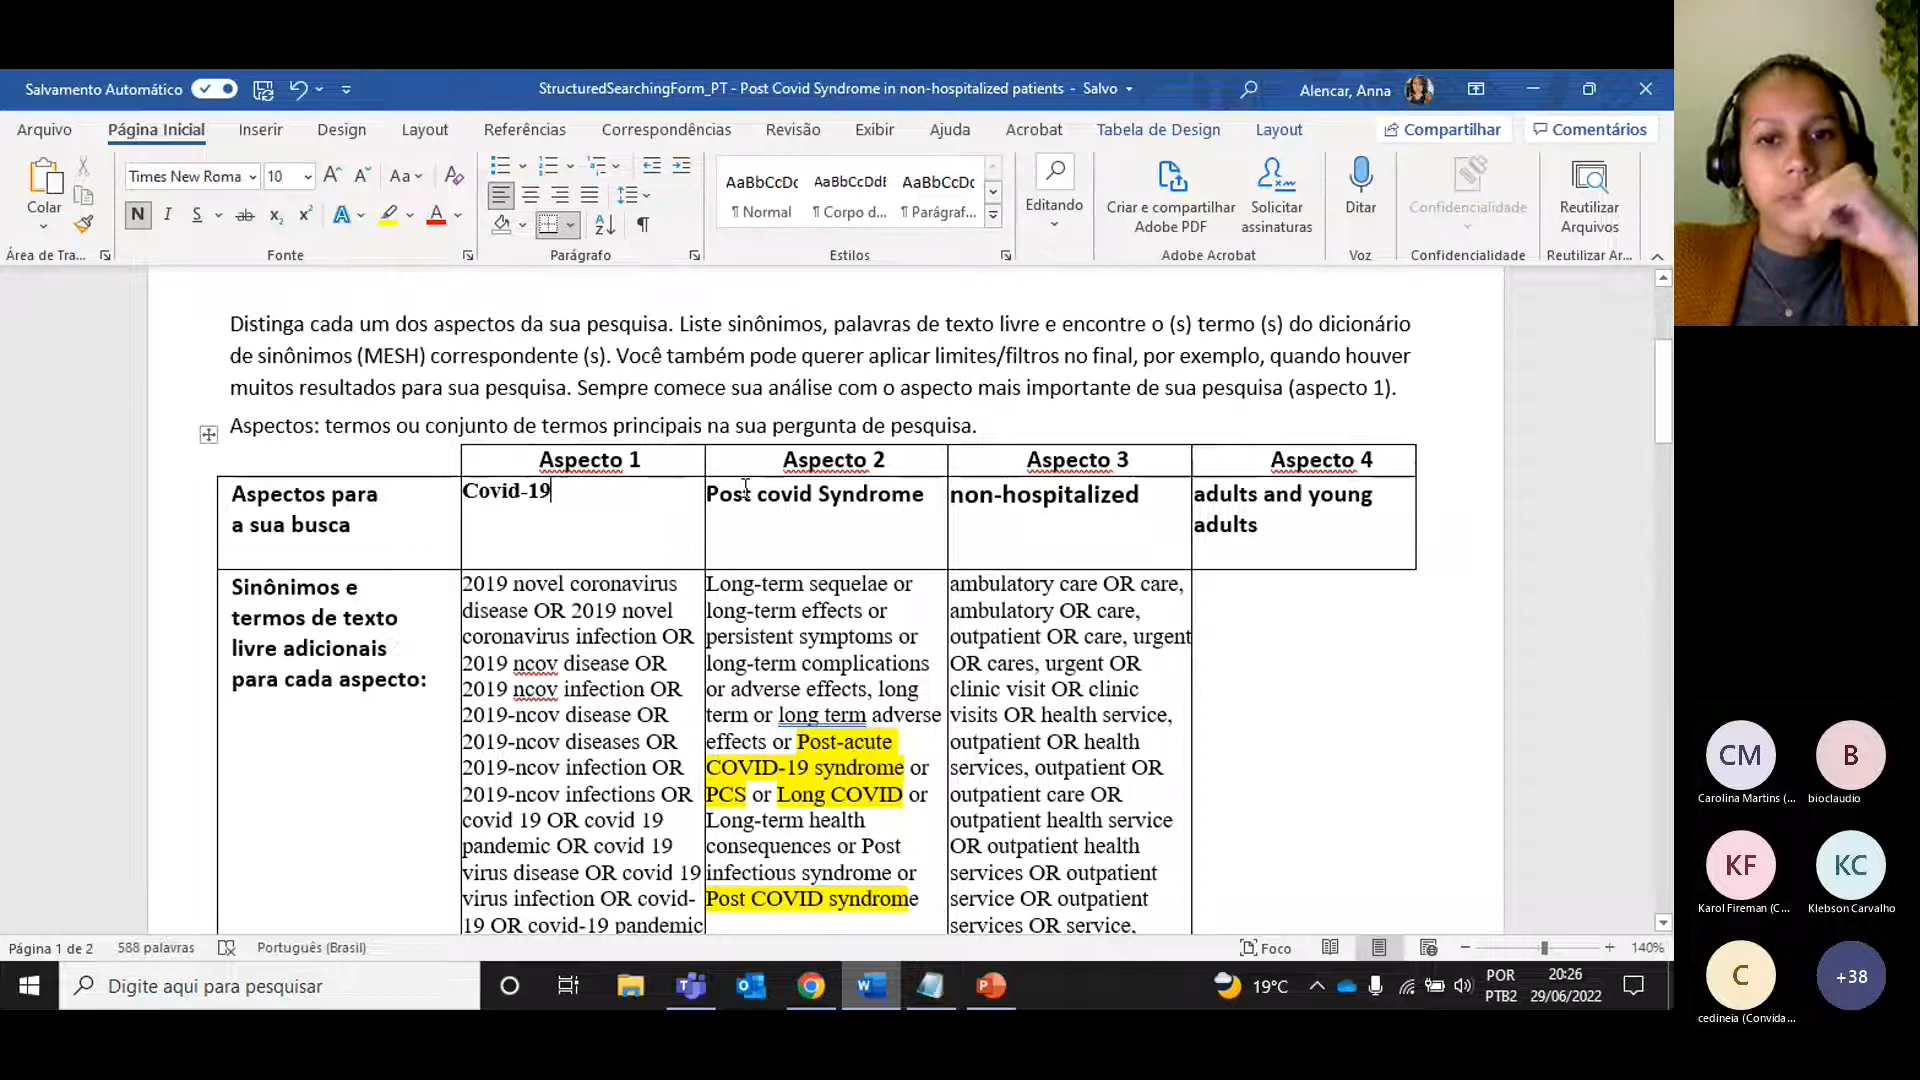 Salvamento Automático
StructuredSearchingForm_PT - Post Covid Syndrome in non-hospitalized patients - Salvo
Alencar, Anna
Arquivo Página Inicial Inserir Design Layout Referências Correspondências Revisão Exibir Ajuda Acrobat Tabela de Design Layout
Compartilhar
Comentários
Colar
Times New Roma 10
Aa
N I S ab x₂ x² A A
AaBbCcDc AaBbCcDdE AaBbCcDc
¶ Normal ¶ Corpo d... ¶ Parágraf...
Editando
Criar e compartilhar
Adobe PDF
Solicitar
assinaturas
Ditar
Confidencialidade
Reutilizar
Arquivos
Área de Tra... Fonte Parágrafo Estilos Adobe Acrobat Voz Confidencialidade Reutilizar Ar...
Distinga cada um dos aspectos da sua pesquisa. Liste sinônimos, palavras de texto livre e encontre o (s) termo (s) do dicionário
de sinônimos (MESH) correspondente (s). Você também pode querer aplicar limites/filtros no final, por exemplo, quando houver
muitos resultados para sua pesquisa. Sempre comece sua análise com o aspecto mais importante de sua pesquisa (aspecto 1).
Aspectos: termos ou conjunto de termos principais na sua pergunta de pesquisa.
Aspecto 1 Aspecto 2 Aspecto 3 Aspecto 4
Aspectos para
a sua busca
Covid-19
Post covid Syndrome
non-hospitalized
adults and young
adults
Sinônimos e
termos de texto
livre adicionais
para cada aspecto:
2019 novel coronavirus
disease OR 2019 novel
coronavirus infection OR
2019 ncov disease OR
2019 ncov infection OR
2019-ncov disease OR
2019-ncov diseases OR
2019-ncov infection OR
2019-ncov infections OR
covid 19 OR covid 19
pandemic OR covid 19
virus disease OR covid 19
virus infection OR covid-
19 OR covid-19 pandemic
Long-term sequelae or
long-term effects or
persistent symptoms or
long-term complications
or adverse effects, long
term or long term adverse
effects or Post-acute
COVID-19 syndrome or
PCS or Long COVID or
Long-term health
consequences or Post
infectious syndrome or
Post COVID syndrome
ambulatory care OR care,
ambulatory OR care,
outpatient OR care, urgent
OR cares, urgent OR
clinic visit OR clinic
visits OR health service,
outpatient OR health
services, outpatient OR
outpatient care OR
outpatient health service
OR outpatient health
services OR outpatient
service OR outpatient
services OR service,
Página 1 de 2 588 palavras Português (Brasil)
Foco
140%
Digite aqui para pesquisar
19°C
POR
PTB2
20:26
29/06/2022
CM
Carolina Martins (...
B
bioclaudio
KF
Karol Fireman (C...
KC
Klebson Carvalho
C
cedineia (Convida...
+38